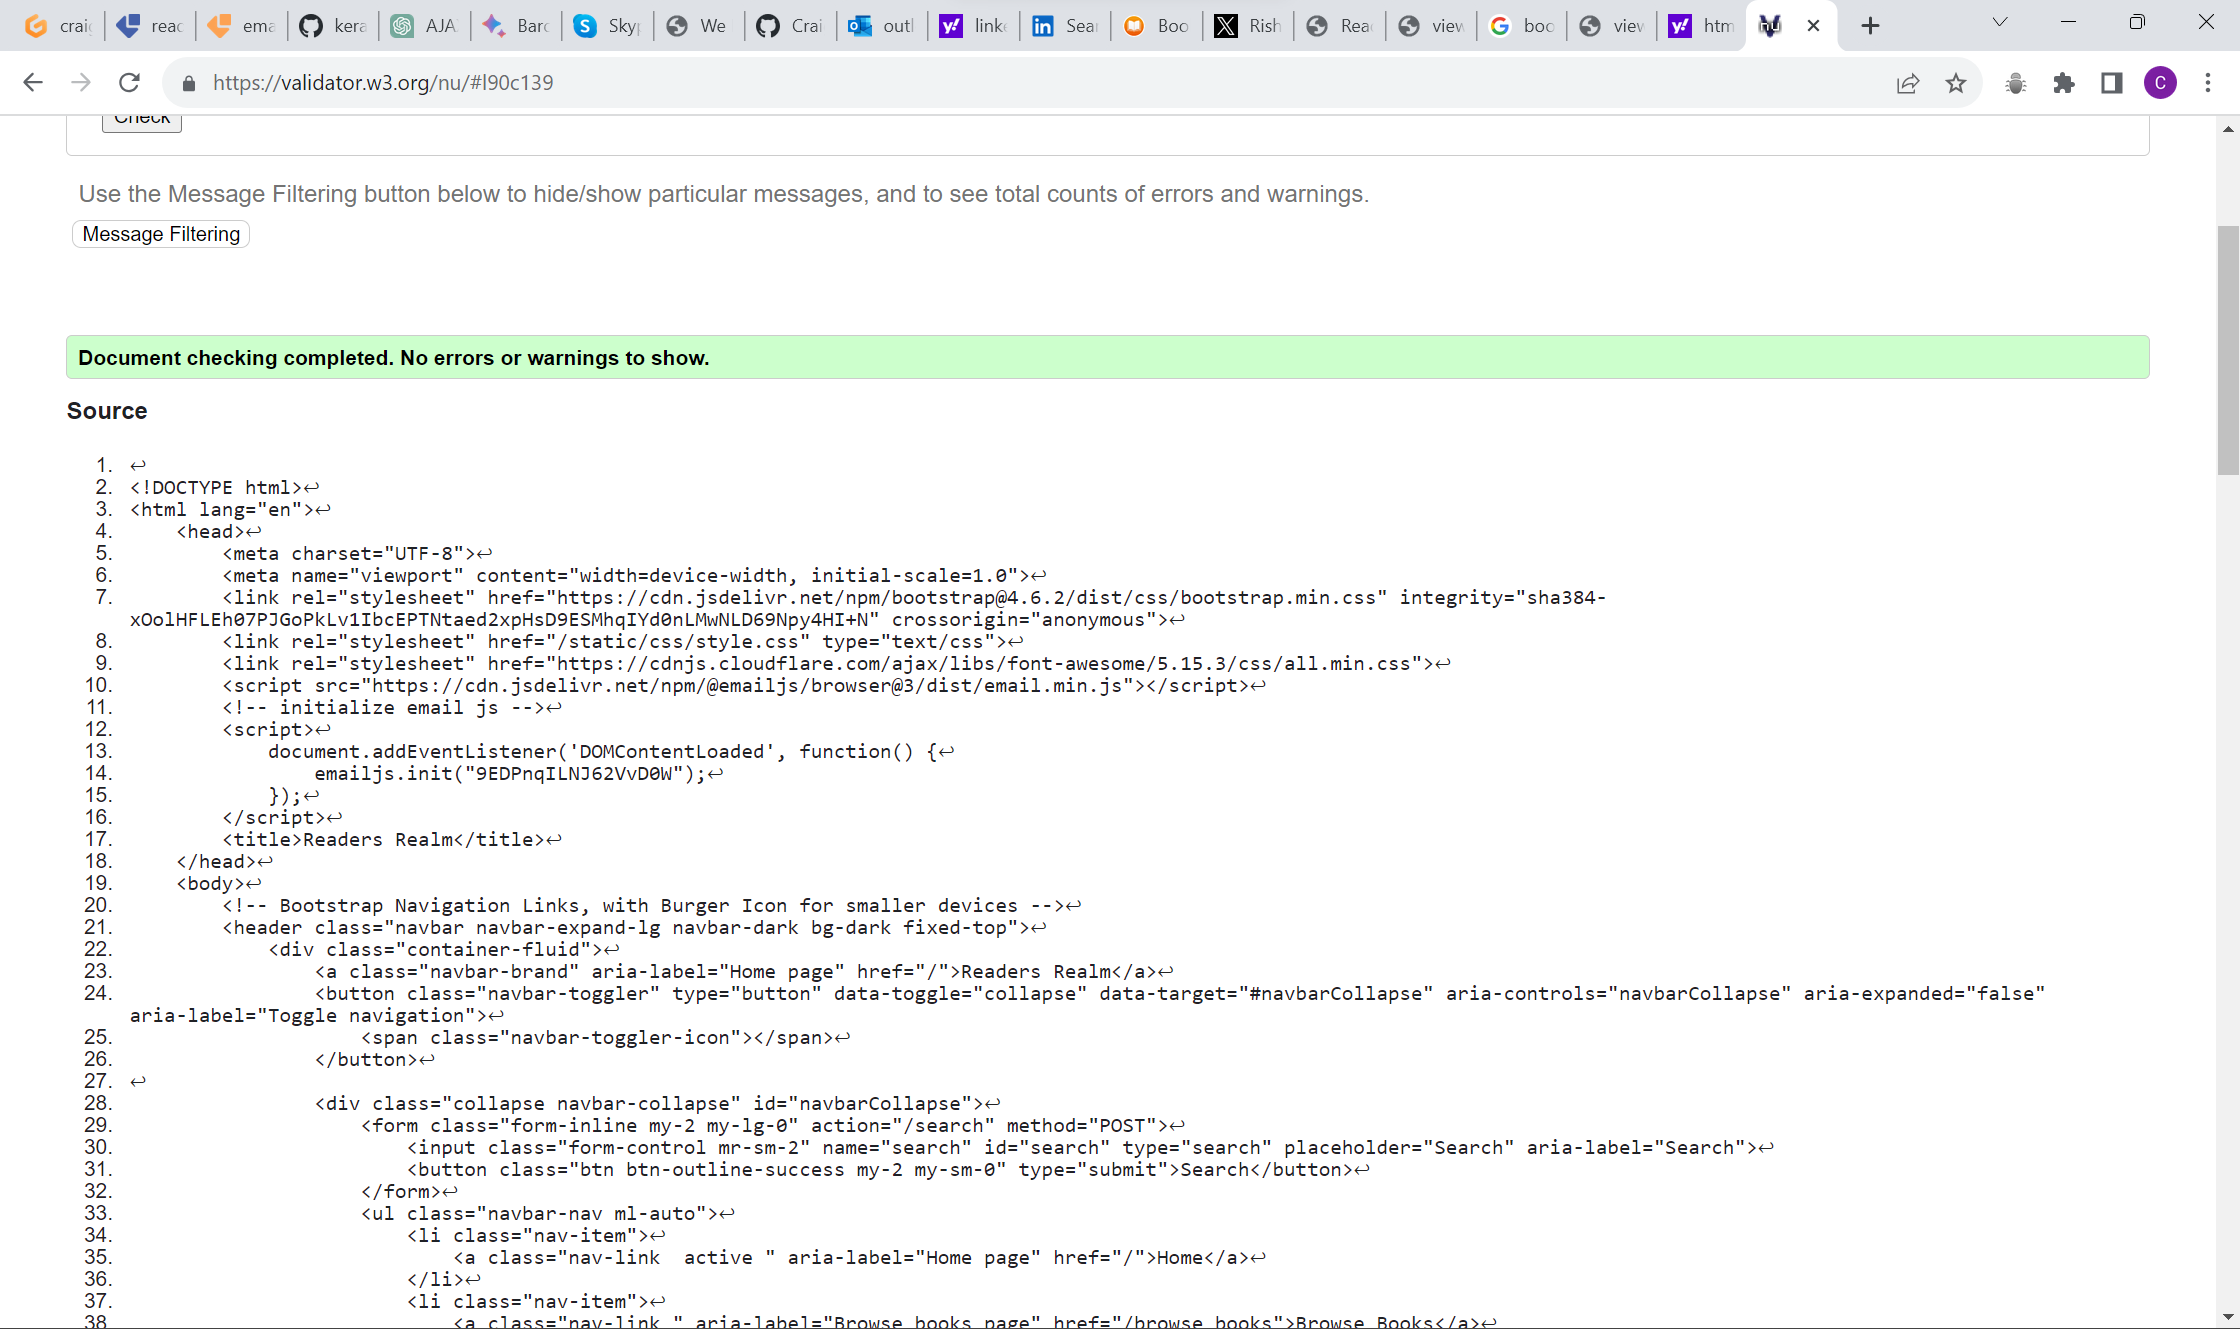 craig reac ema kera AJA Bard Sky We Crai outl linke Sear Boo Rish Rea view boo view htm
https://validator.w3.org/nu/#l90c139
C
Check
Use the Message Filtering button below to hide/show particular messages, and to see total counts of errors and warnings.
Message Filtering
Document checking completed. No errors or warnings to show.
Source
1. ↩
2. <!DOCTYPE html>↩
3. <html lang="en">↩
4. <head>↩
5. <meta charset="UTF-8">↩
6. <meta name="viewport" content="width=device-width, initial-scale=1.0">↩
7. <link rel="stylesheet" href="https://cdn.jsdelivr.net/npm/bootstrap@4.6.2/dist/css/bootstrap.min.css" integrity="sha384-
xOolHFLEh07PJGoPkLv1IbcEPTNtaed2xpHsD9ESMhqIYd0nLMwNLD69Npy4HI+N" crossorigin="anonymous">↩
8. <link rel="stylesheet" href="/static/css/style.css" type="text/css">↩
9. <link rel="stylesheet" href="https://cdnjs.cloudflare.com/ajax/libs/font-awesome/5.15.3/css/all.min.css">↩
10. <script src="https://cdn.jsdelivr.net/npm/@emailjs/browser@3/dist/email.min.js"></script>↩
11. <!-- initialize email js -->↩
12. <script>↩
13. document.addEventListener('DOMContentLoaded', function() {↩
14. emailjs.init("9EDPnqILNJ62VvD0W");↩
15. });↩
16. </script>↩
17. <title>Readers Realm</title>↩
18. </head>↩
19. <body>↩
20. <!-- Bootstrap Navigation Links, with Burger Icon for smaller devices -->↩
21. <header class="navbar navbar-expand-lg navbar-dark bg-dark fixed-top">↩
22. <div class="container-fluid">↩
23. <a class="navbar-brand" aria-label="Home page" href="/">Readers Realm</a>↩
24. <button class="navbar-toggler" type="button" data-toggle="collapse" data-target="#navbarCollapse" aria-controls="navbarCollapse" aria-expanded="false"
aria-label="Toggle navigation">↩
25. <span class="navbar-toggler-icon"></span>↩
26. </button>↩
27. ↩
28. <div class="collapse navbar-collapse" id="navbarCollapse">↩
29. <form class="form-inline my-2 my-lg-0" action="/search" method="POST">↩
30. <input class="form-control mr-sm-2" name="search" id="search" type="search" placeholder="Search" aria-label="Search">↩
31. <button class="btn btn-outline-success my-2 my-sm-0" type="submit">Search</button>↩
32. </form>↩
33. <ul class="navbar-nav ml-auto">↩
34. <li class="nav-item">↩
35. <a class="nav-link  active " aria-label="Home page" href="/">Home</a>↩
36. </li>↩
37. <li class="nav-item">↩
38. <a class="nav-link " aria-label="Browse books page" href="/browse_books">Browse Books</a>↩